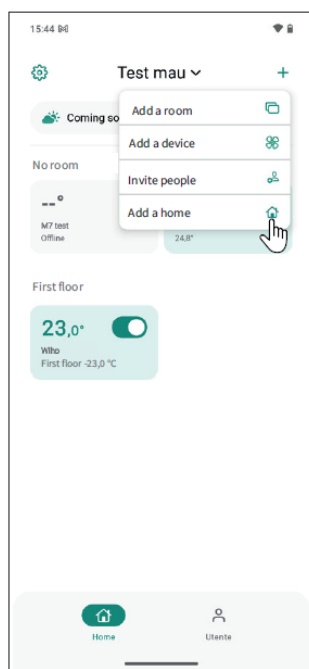 15:44
Test mau
Coming so
Add a room
Add a device
Invite people
Add a home
No room
--°
M7 test
Offline
24,8°
First floor
23,0°
Wiho
First floor -23,0 °C
Home
Utente